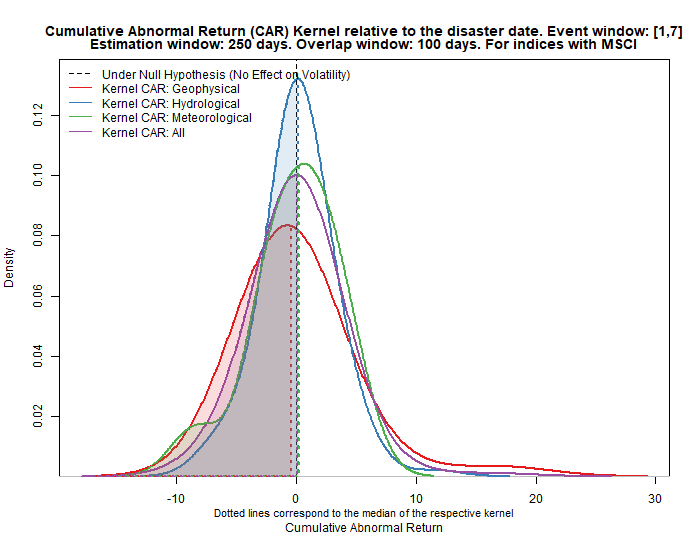 Cumulative Abnormal Return (CAR) Kernel relative to the disaster date. Event window: [1,7]
Estimation window: 250 days. Overlap window: 100 days. For indices with MSCI
Under Null Hypothesis (No Effect on Volatility)
Kernel CAR: Geophysical
Kernel CAR: Hydrological
Kernel CAR: Meteorological
Kernel CAR: All
Density
0.12
0.10
0.08
0.06
0.04
0.02
-10 0 10 20 30
Dotted lines correspond to the median of the respective kernel
Cumulative Abnormal Return